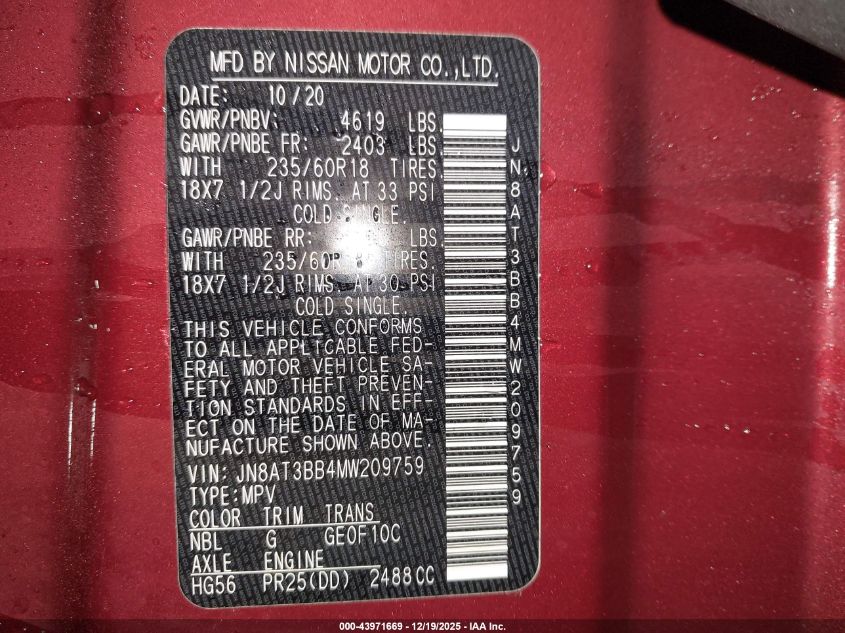 MFD BY NISSAN MOTOR CO.,LTD.
DATE: 10/20
GVWR/PNBV: 4619 LBS.
GAWR/PNBE FR: 2403 LBS
WITH 235/60R18 TIRES.
18X7 1/2J RIMS. AT 33 PSI
COLD SINGLE.
GAWR/PNBE RR: LBS.
WITH 235/60R TIRES.
18X7 1/2J RIMS. AT 30 PSI
COLD SINGLE.
THIS VEHICLE CONFORMS
TO ALL APPLICABLE FED-
ERAL MOTOR VEHICLE SA-
FETY AND THEFT PREVEN-
TION STANDARDS IN EFF-
ECT ON THE DATE OF MA-
NUFACTURE SHOWN ABOVE.
VIN: JN8AT3BB4MW209759
TYPE:MPV
COLOR TRIM TRANS
NBL G GE0F10C
AXLE ENGINE
HG56 PR25(DD) 2488CC
JN8AT3BB4MW209759
000-43971669 - 12/19/2025 - IAA Inc.